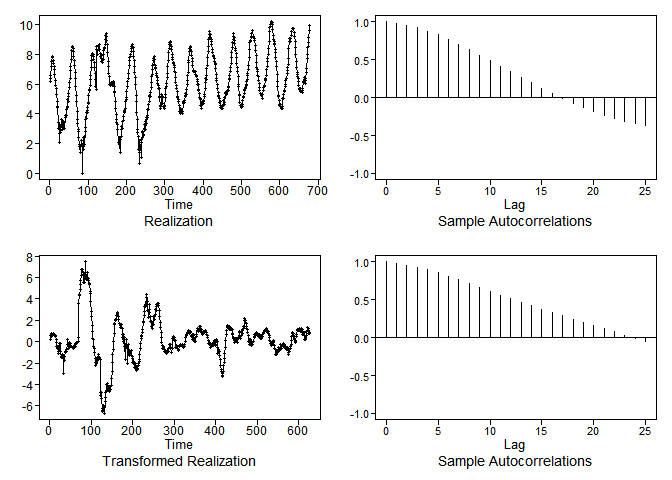 10
8
6
4
2
0
0 100 200 300 400 500 600 700
Time
Realization
1.0
0.5
0.0
-0.5
-1.0
0 5 10 15 20 25
Lag
Sample Autocorrelations
8
6
4
2
0
-2
-4
-6
0 100 200 300 400 500 600
Time
Transformed Realization
1.0
0.5
0.0
-0.5
-1.0
0 5 10 15 20 25
Lag
Sample Autocorrelations